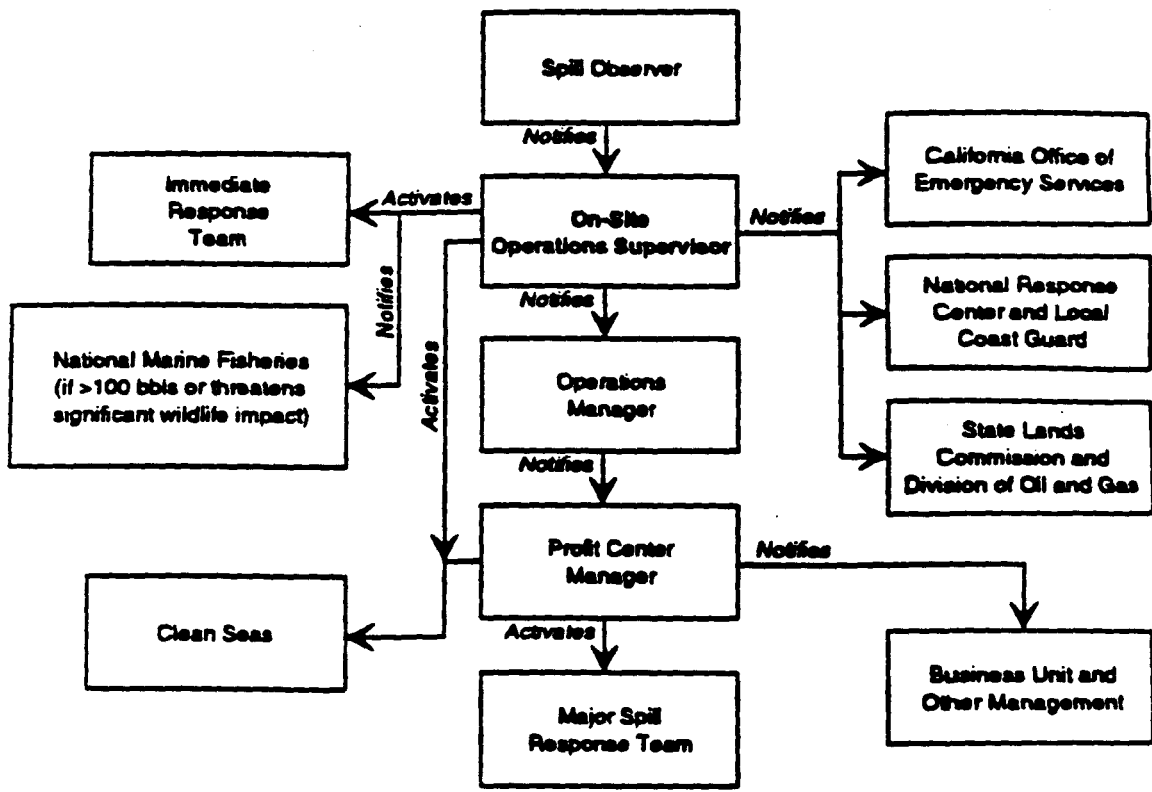 Spill Observer
Notifies
Immediate
Response
Team
Activates
On-Site
Operations Supervisor
Notifies
California Office of
Emergency Services
Notifies
National Marine Fisheries
(if >100 bbls or threatens
significant wildlife impact)
Activates
Notifies
Operations
Manager
National Response
Center and Local
Coast Guard
State Lands
Commission and
Division of Oil and Gas
Notifies
Profit Center
Manager
Notifies
Clean Seas
Activates
Major Spill
Response Team
Business Unit and
Other Management